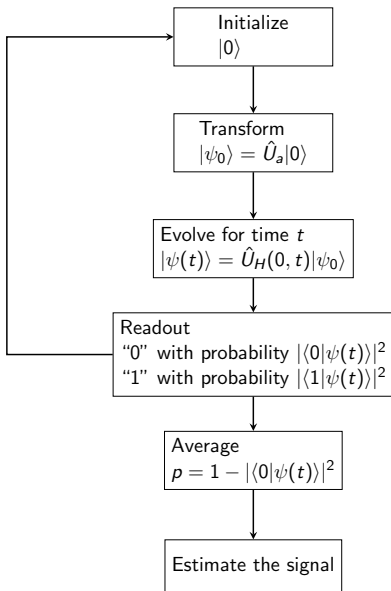 Initialize
|0⟩
Transform
|ψ₀⟩ = Û_a|0⟩
Evolve for time t
|ψ(t)⟩ = Û_H(0, t)|ψ₀⟩
Readout
“0” with probability |⟨0|ψ(t)⟩|²
“1” with probability |⟨1|ψ(t)⟩|²
Average
p = 1 − |⟨0|ψ(t)⟩|²
Estimate the signal